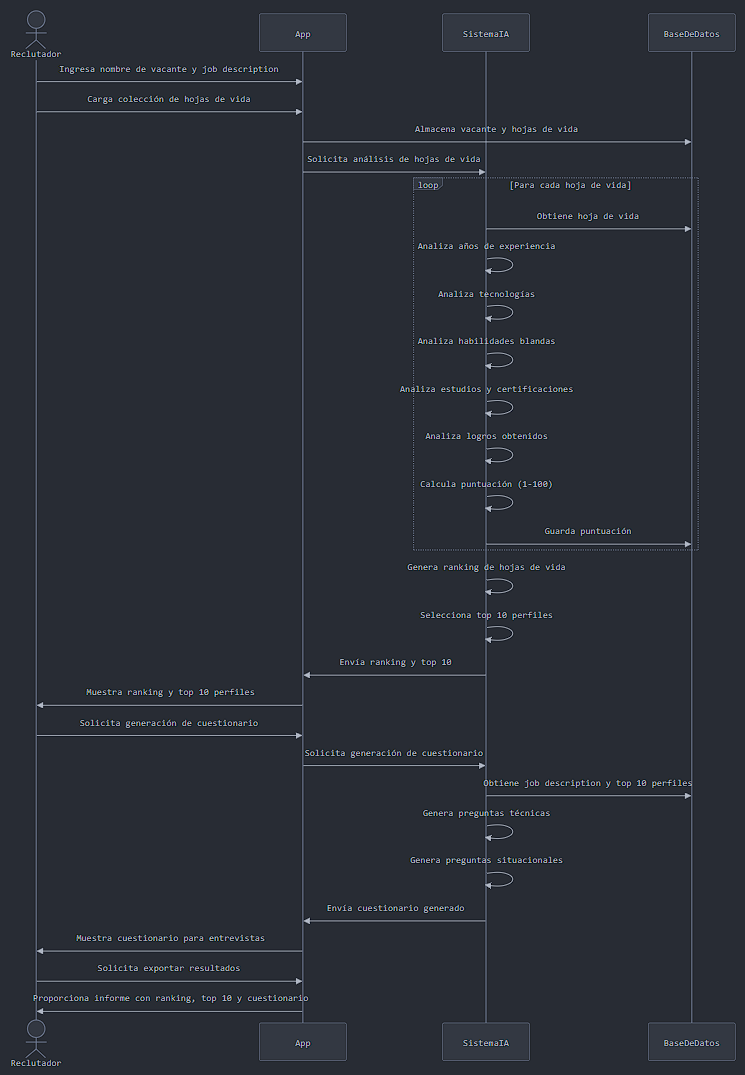 Reclutador
App
SistemaIA
BaseDeDatos
Ingresa nombre de vacante y job description
Carga colección de hojas de vida
Almacena vacante y hojas de vida
Solicita análisis de hojas de vida
loop
[Para cada hoja de vida]
Obtiene hoja de vida
Analiza años de experiencia
Analiza tecnologías
Analiza habilidades blandas
Analiza estudios y certificaciones
Analiza logros obtenidos
Calcula puntuación (1-100)
Guarda puntuación
Genera ranking de hojas de vida
Selecciona top 10 perfiles
Envía ranking y top 10
Muestra ranking y top 10 perfiles
Solicita generación de cuestionario
Solicita generación de cuestionario
Obtiene job description y top 10 perfiles
Genera preguntas técnicas
Genera preguntas situacionales
Envía cuestionario generado
Muestra cuestionario para entrevistas
Solicita exportar resultados
Proporciona informe con ranking, top 10 y cuestionario
Reclutador
App
SistemaIA
BaseDeDatos